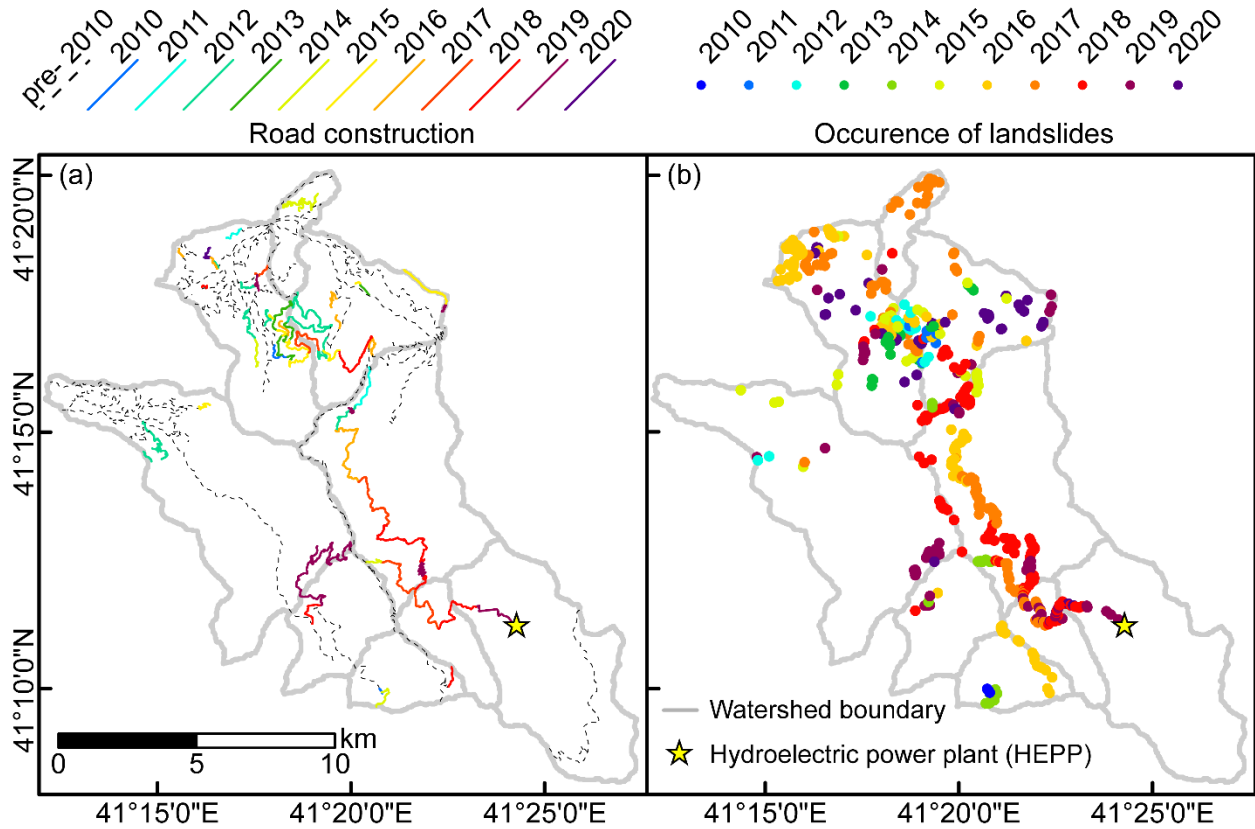 pre- 2010 2010 2011 2012 2013 2014 2015 2016 2017 2018 2019 2020
2010 2010 2011 2012 2013 2014 2015 2016 2017 2018 2019 2020
Road construction
Occurence of landslides
(a)
(b)
41°20'0"N
41°15'0"N
41°10'0"N
km
0 5 10
Watershed boundary
Hydroelectric power plant (HEPP)
41°15'0"E 41°20'0"E 41°25'0"E
41°15'0"E 41°20'0"E 41°25'0"E